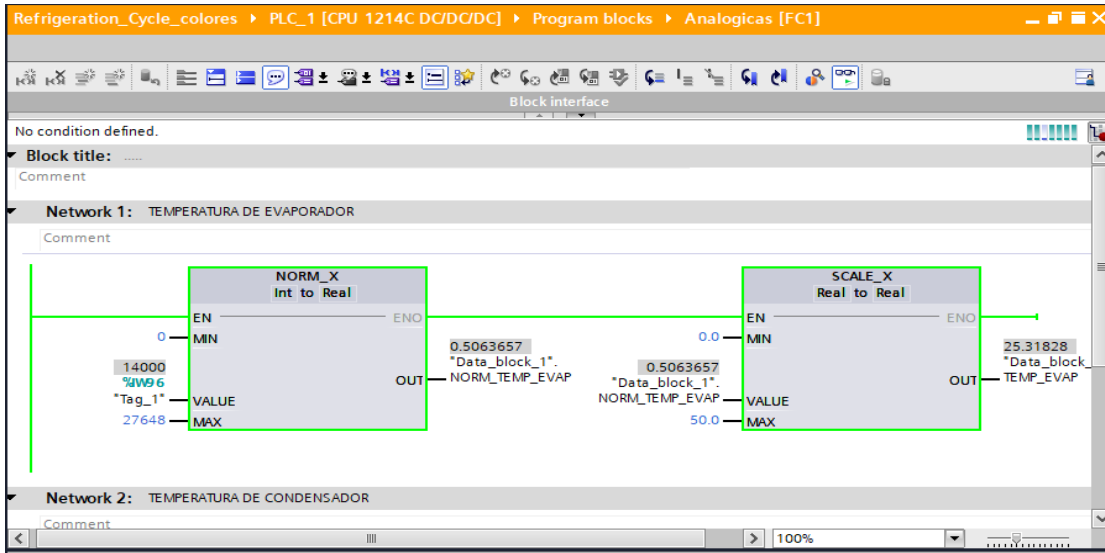 Refrigeration_Cycle_colores ▸ PLC_1 [CPU 1214C DC/DC/DC] ▸ Program blocks ▸ Analogicas [FC1]
Block interface
No condition defined.
Block title: .....
Comment
Network 1: TEMPERATURA DE EVAPORADOR
Comment
NORM_X
Int to Real
EN
ENO
0
MIN
14000
%IW96
"Tag_1"
VALUE
27648
MAX
OUT
0.5063657
"Data_block_1".
NORM_TEMP_EVAP
SCALE_X
Real to Real
EN
ENO
0.0
MIN
0.5063657
"Data_block_1".
NORM_TEMP_EVAP
VALUE
50.0
MAX
OUT
25.31828
"Data_block_
TEMP_EVAP
Network 2: TEMPERATURA DE CONDENSADOR
Comment
100%